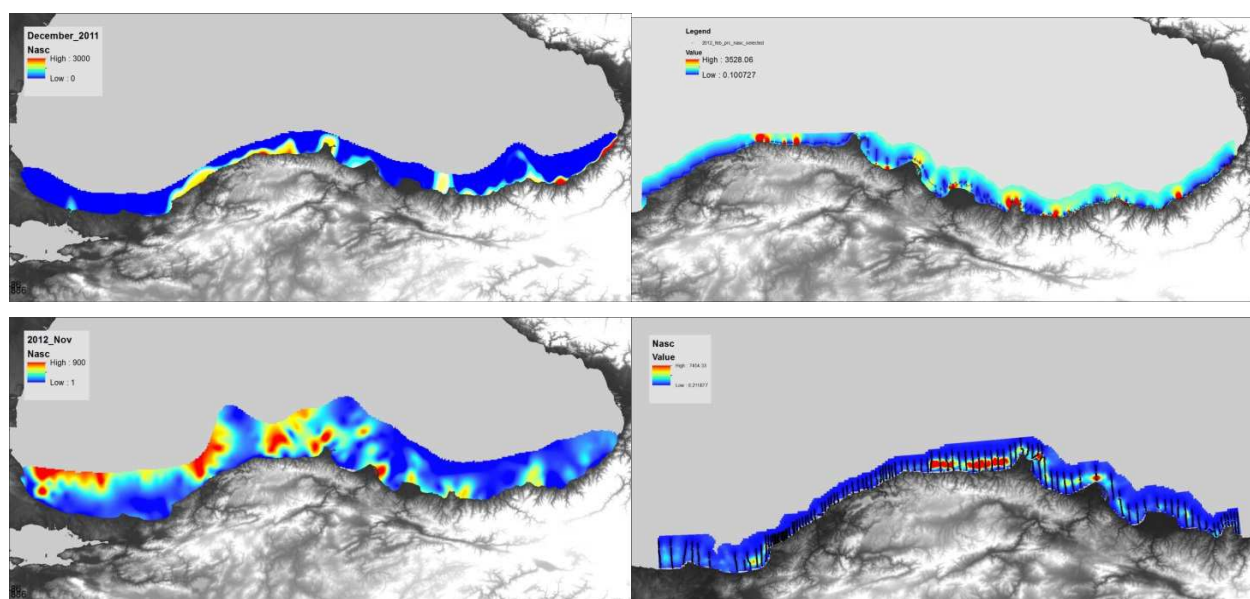 December_2011
Nasc
High : 3000
Low : 0
Legend
2012_feb_pri_nasc_selected
Value
High : 3528.06
Low : 0.100727
2012_Nov
Nasc
High : 900
Low : 1
Nasc
Value